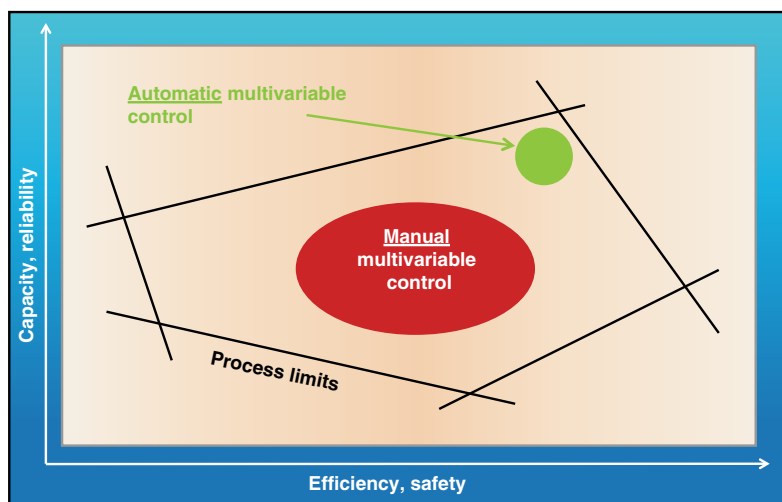 Automatic multivariable
control
Manual
multivariable
control
Process limits
Capacity, reliability
Efficiency, safety